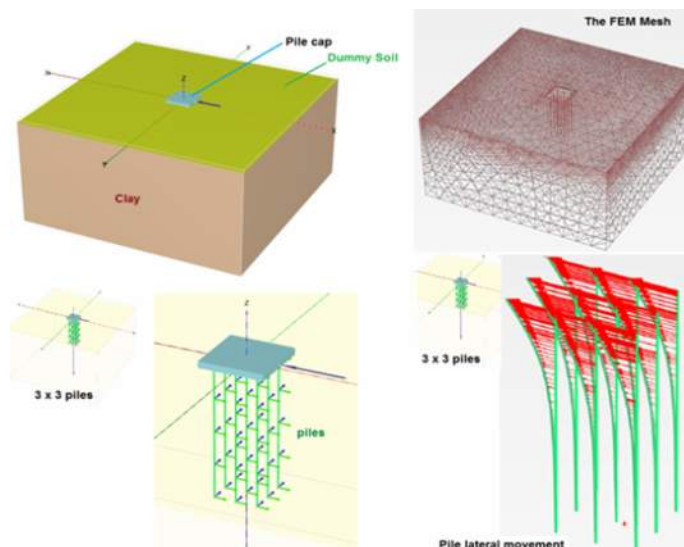 Pile cap
Dummy Soil
Z
Clay
The FEM Mesh
3 x 3 piles
Z
piles
3 x 3 piles
Pile lateral movement